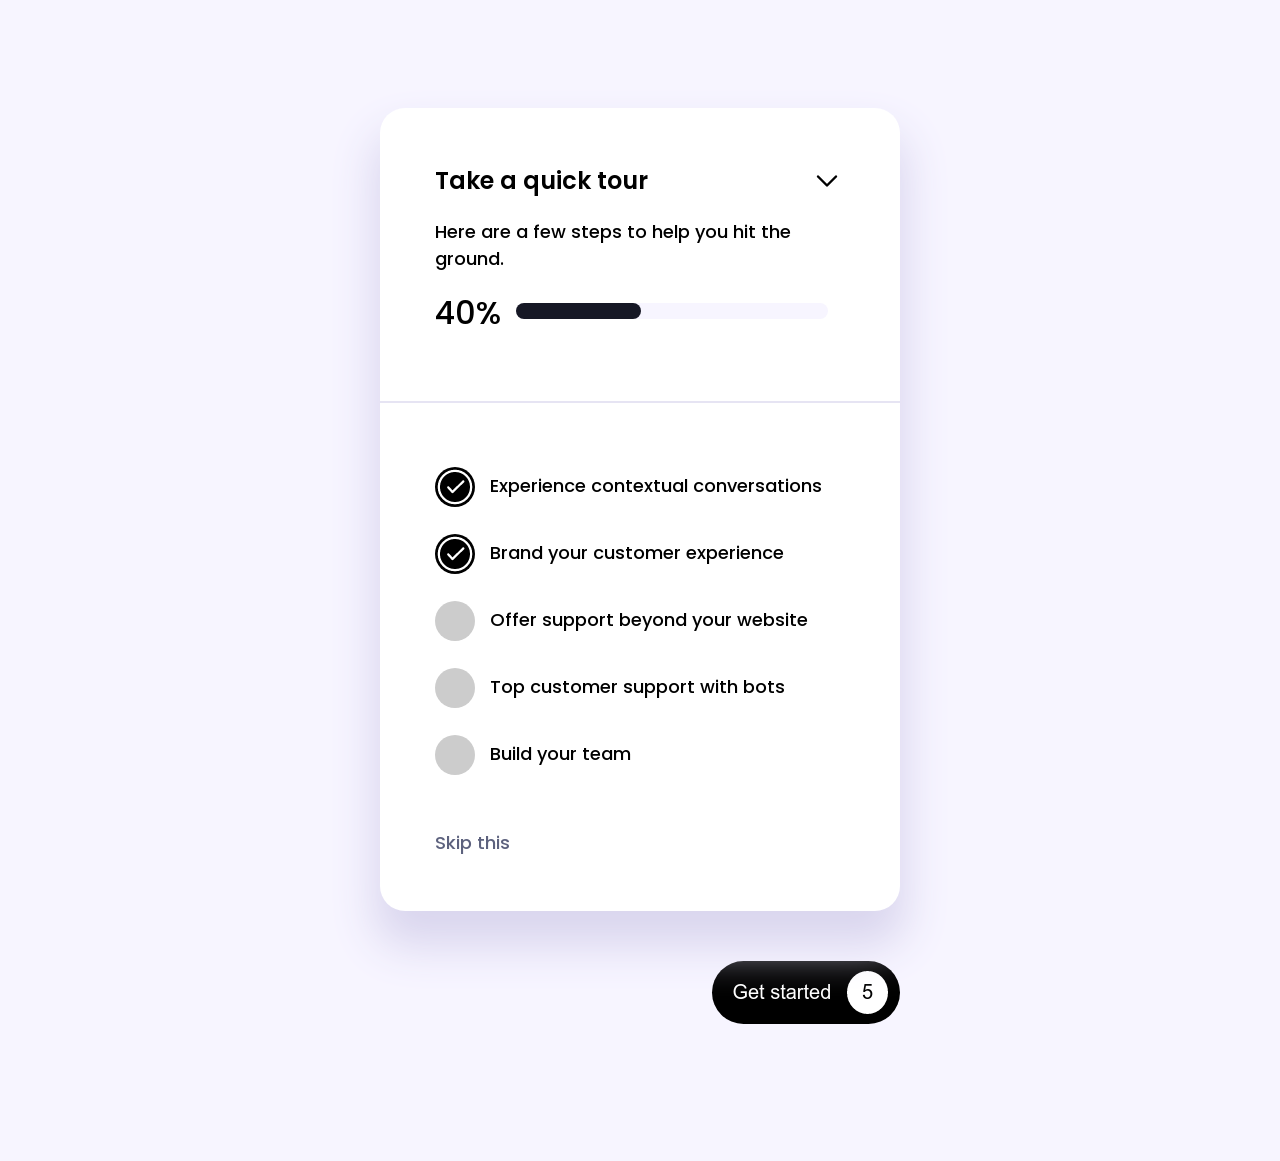 Take a quick tour
Here are a few steps to help you hit the
ground.
40%
Experience contextual conversations
Brand your customer experience
Offer support beyond your website
Top customer support with bots
Build your team
Skip this
Get started 5